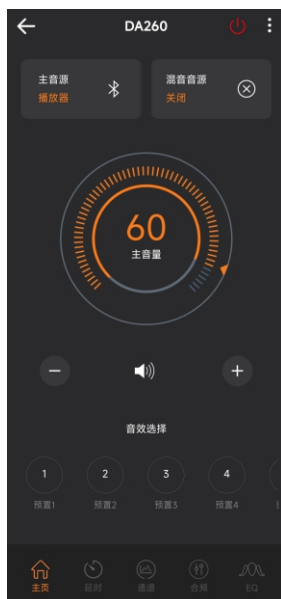 DA260
主音源
播放器
混音音源
关闭
60
主音量
音效选择
1 2 3 4
预置1 预置2 预置3 预置4
主页 延时 通道 合频 EQ